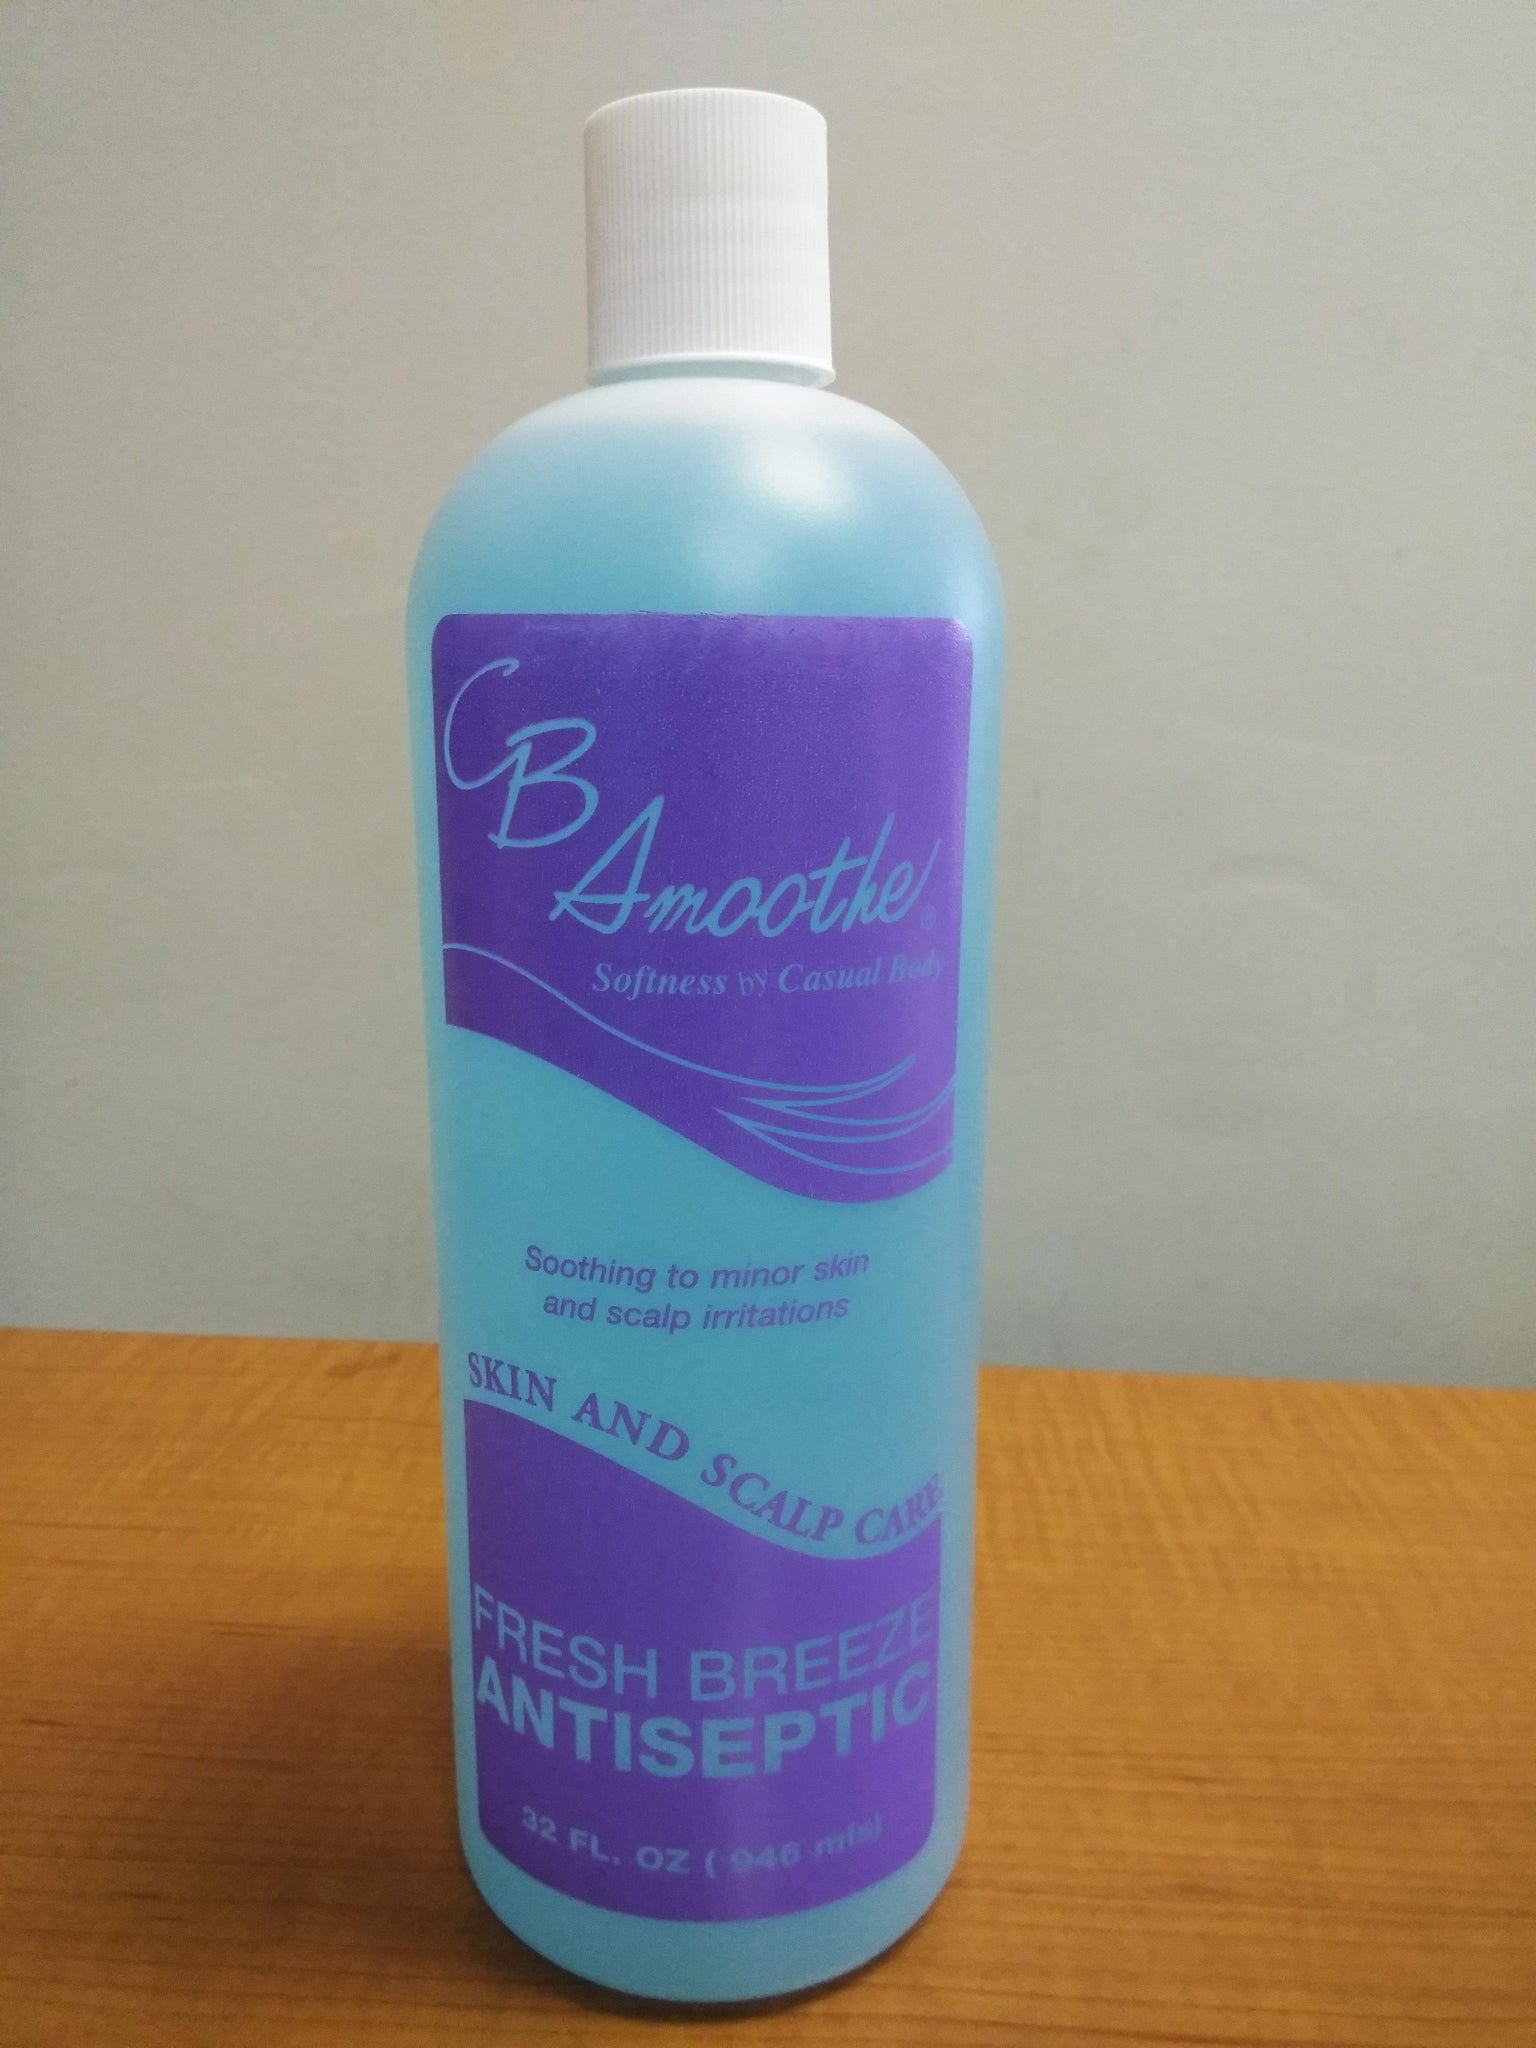 CB Smoothe®
Softness by Casual Body
Soothing to minor skin
and scalp irritations
SKIN AND SCALP CARE
FRESH BREEZE
ANTISEPTIC
32 FL. OZ ( 946 mls)